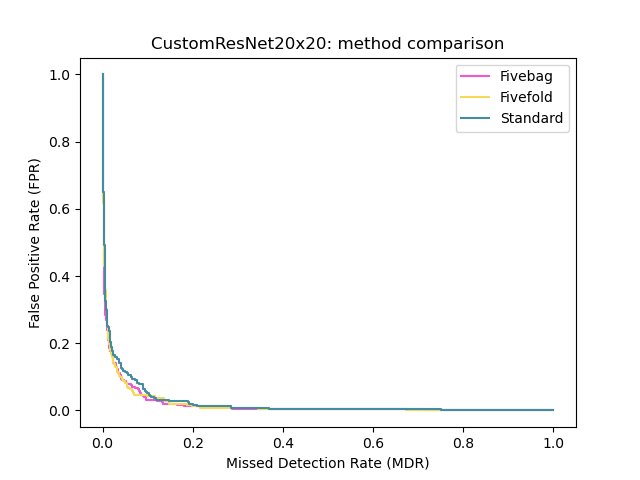 CustomResNet20x20: method comparison
Fivebag
Fivefold
Standard
False Positive Rate (FPR)
1.0
0.8
0.6
0.4
0.2
0.0
0.0 0.2 0.4 0.6 0.8 1.0
Missed Detection Rate (MDR)